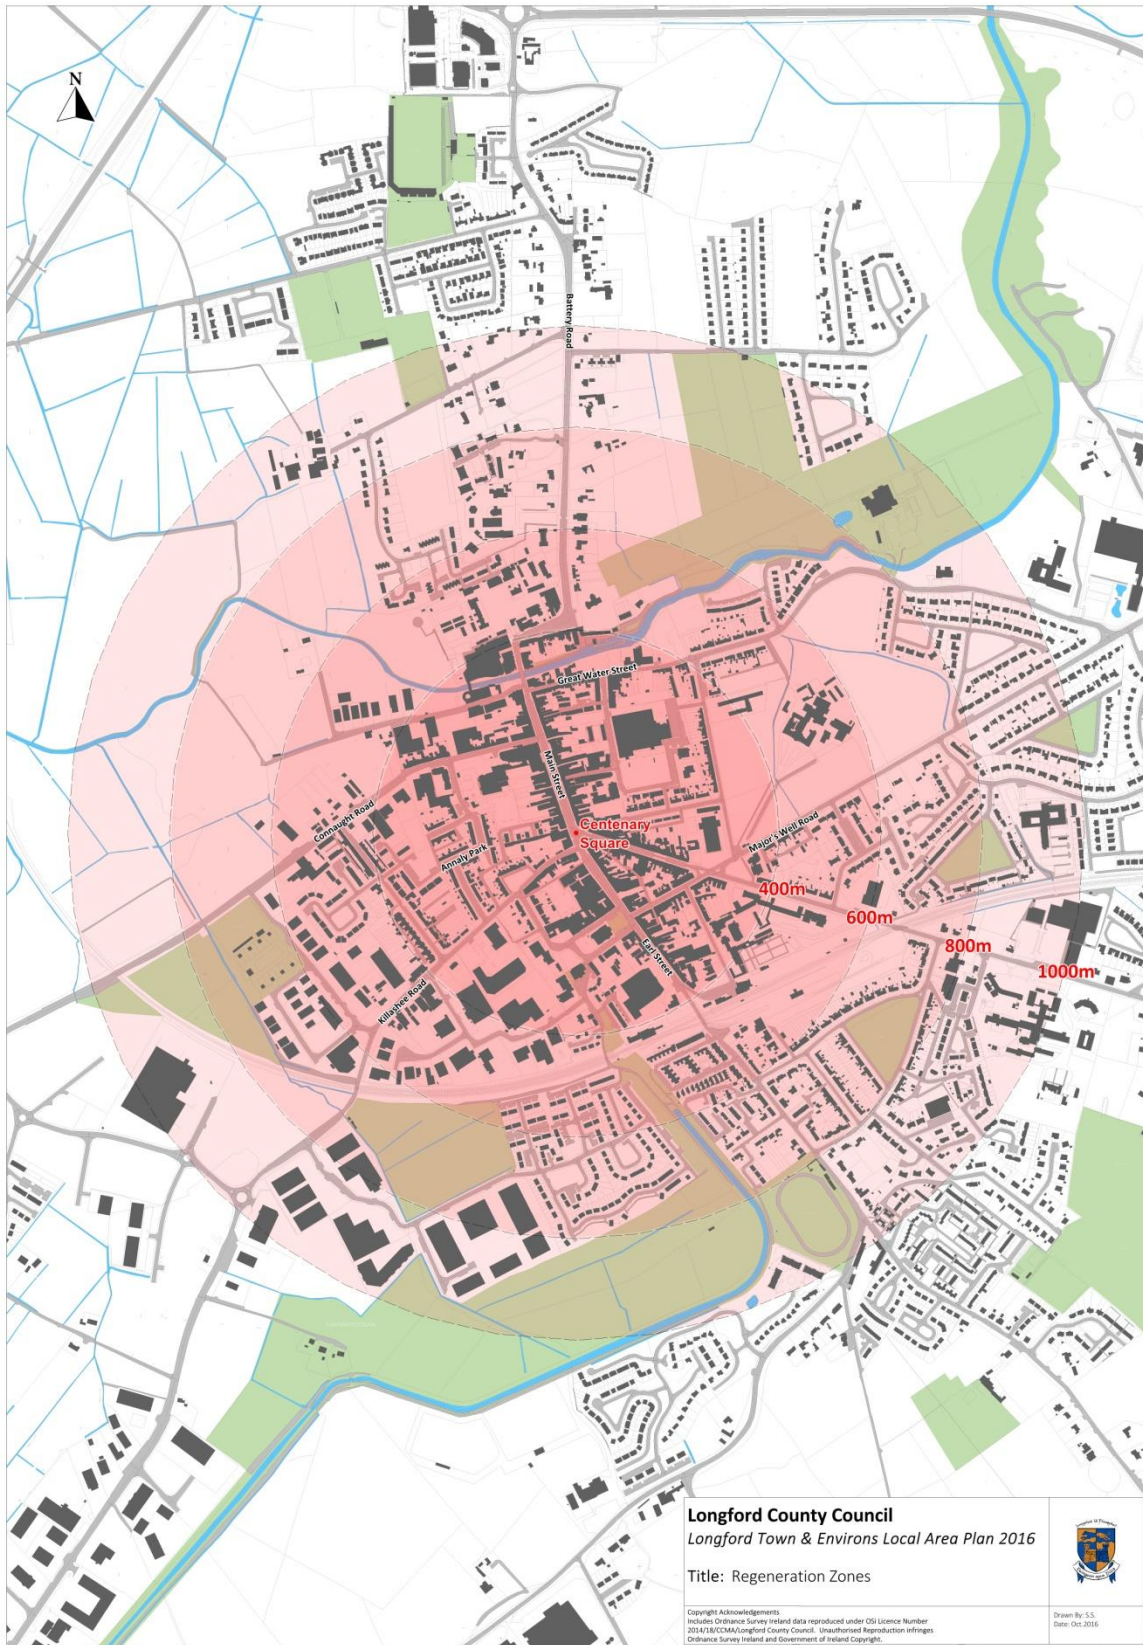 N
Battery Road
Great Water Street
Main Street
Connaught Road
Centenary
Square
Annaly Park
Major's Well Road
400m
600m
Earl Street
800m
1000m
Killashee Road
Longford County Council
Longford Town & Environs Local Area Plan 2016
Title: Regeneration Zones
Copyright Acknowledgements
Includes Ordnance Survey Ireland data reproduced under OSi Licence Number
2014/18/CCMA/Longford County Council. Unauthorised Reproduction infringes
Ordnance Survey Ireland and Government of Ireland Copyright.
Drawn By: S.S.
Date: Oct 2016